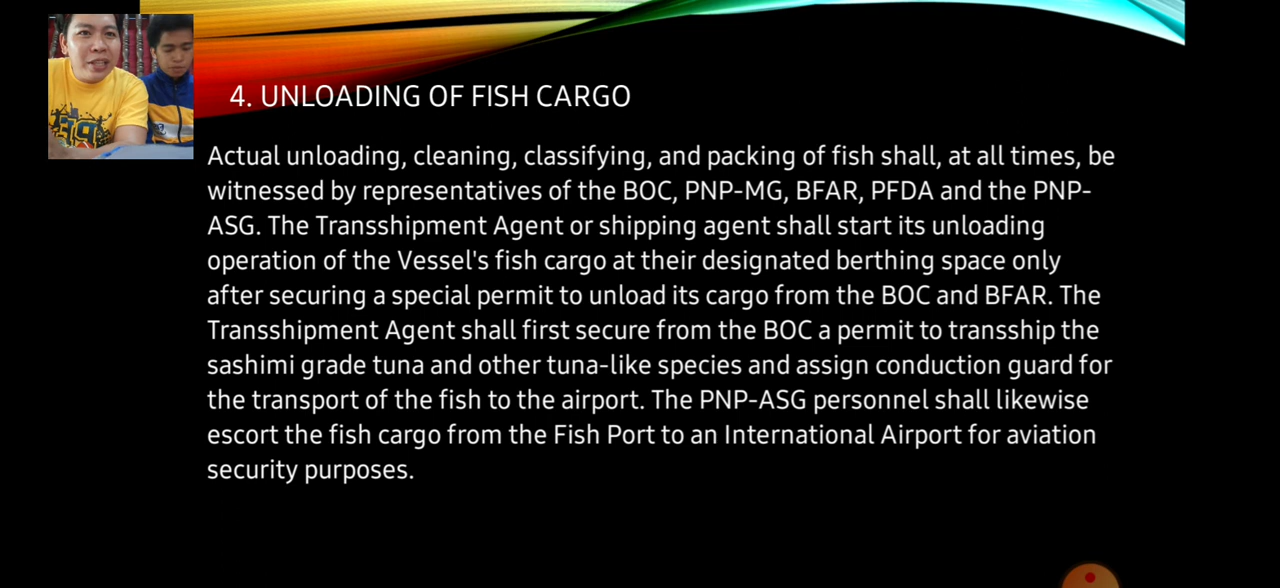 4. UNLOADING OF FISH CARGO
Actual unloading, cleaning, classifying, and packing of fish shall, at all times, be
witnessed by representatives of the BOC, PNP-MG, BFAR, PFDA and the PNP-
ASG. The Transshipment Agent or shipping agent shall start its unloading
operation of the Vessel's fish cargo at their designated berthing space only
after securing a special permit to unload its cargo from the BOC and BFAR. The
Transshipment Agent shall first secure from the BOC a permit to transship the
sashimi grade tuna and other tuna-like species and assign conduction guard for
the transport of the fish to the airport. The PNP-ASG personnel shall likewise
escort the fish cargo from the Fish Port to an International Airport for aviation
security purposes.